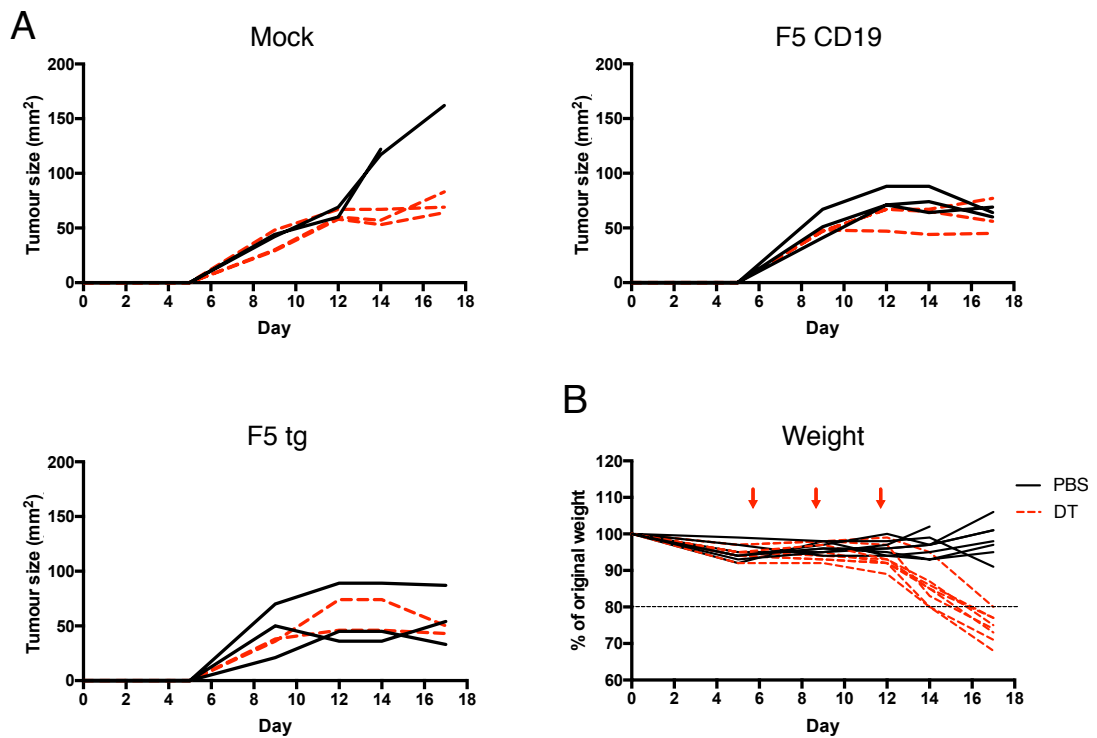 A
Mock
Tumour size (mm²)
200
150
100
50
0
0 2 4 6 8 10 12 14 16 18
Day
F5 CD19
Tumour size (mm²)
200
150
100
50
0
0 2 4 6 8 10 12 14 16 18
Day
F5 tg
Tumour size (mm²)
200
150
100
50
0
0 2 4 6 8 10 12 14 16 18
Day
B
Weight
% of original weight
120
110
100
90
80
70
60
0 2 4 6 8 10 12 14 16 18
Day
PBS
DT